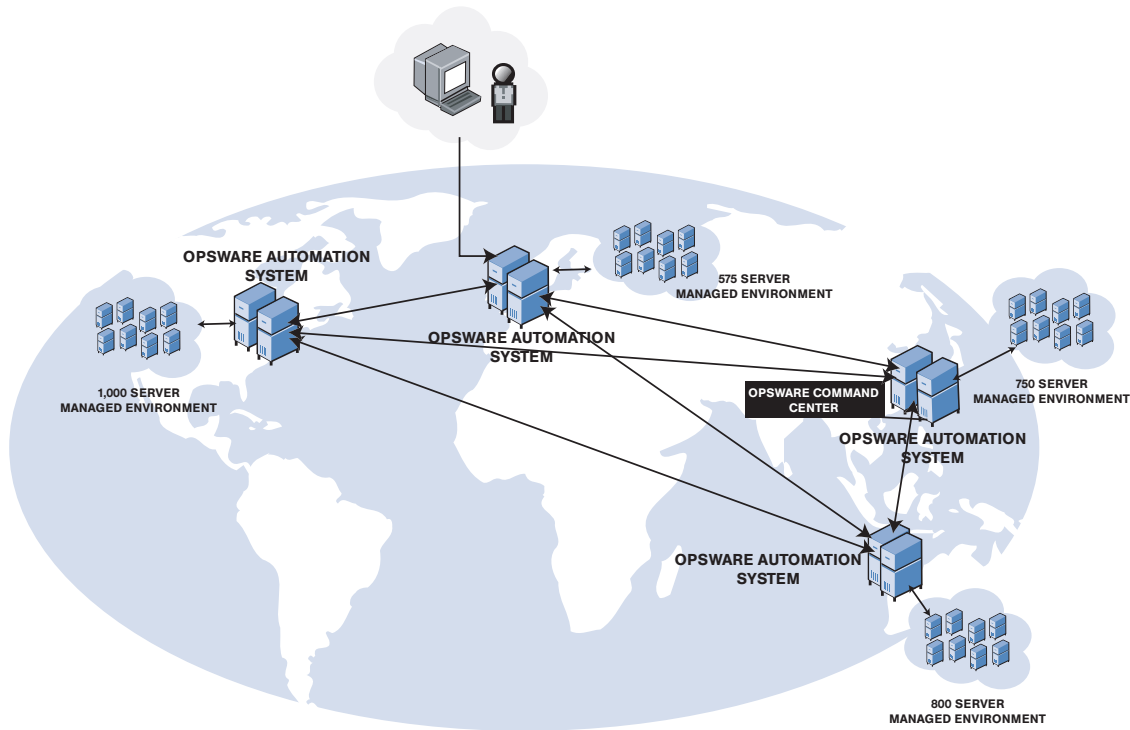 OPSWARE AUTOMATION
SYSTEM
575 SERVER
MANAGED ENVIRONMENT
OPSWARE AUTOMATION
SYSTEM
1,000 SERVER
MANAGED ENVIRONMENT
OPSWARE COMMAND
CENTER
750 SERVER
MANAGED ENVIRONMENT
OPSWARE AUTOMATION
SYSTEM
OPSWARE AUTOMATION
SYSTEM
800 SERVER
MANAGED ENVIRONMENT